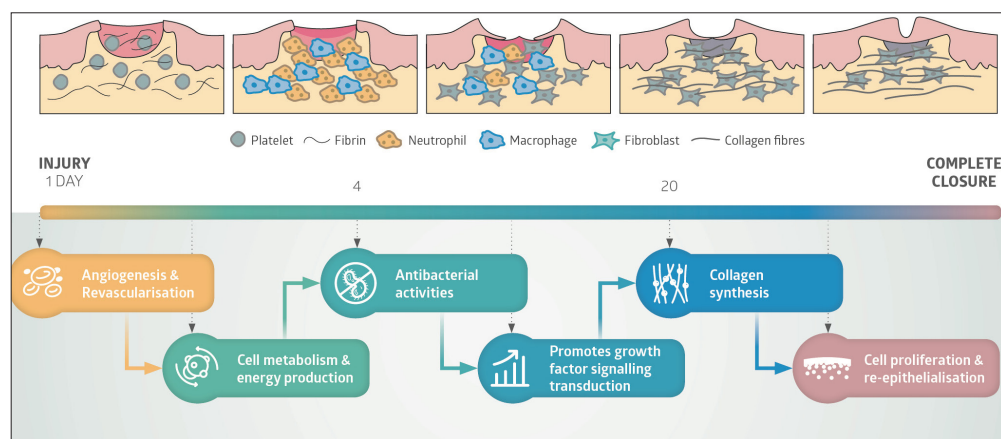 Platelet
Fibrin
Neutrophil
Macrophage
Fibroblast
Collagen fibres
INJURY
1 DAY
4
20
COMPLETE
CLOSURE
Angiogenesis &
Revascularisation
Antibacterial
activities
Collagen
synthesis
Cell metabolism &
energy production
Promotes growth
factor signalling
transduction
Cell proliferation &
re-epithelialisation